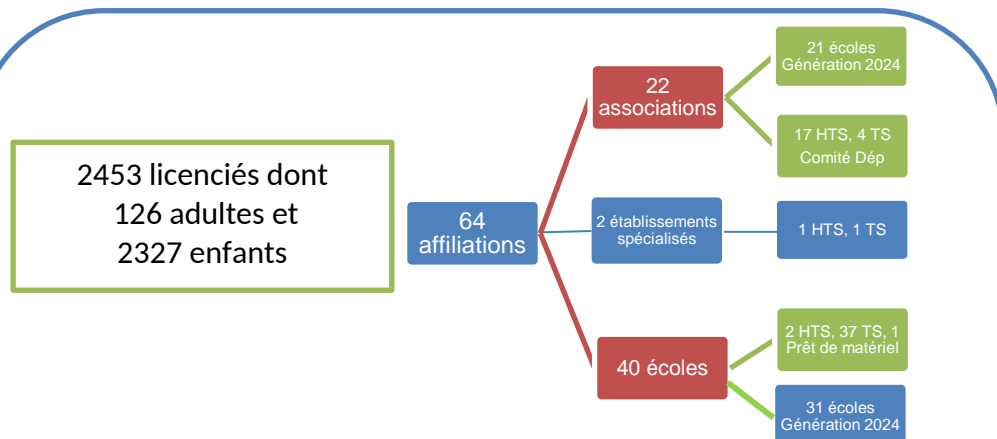 2453 licenciés dont
126 adultes et
2327 enfants
64
affiliations
22
associations
21 écoles
Génération 2024
17 HTS, 4 TS
Comité Dép
2 établissements
spécialisés
1 HTS, 1 TS
40 écoles
2 HTS, 37 TS, 1
Prêt de matériel
31 écoles
Génération 2024